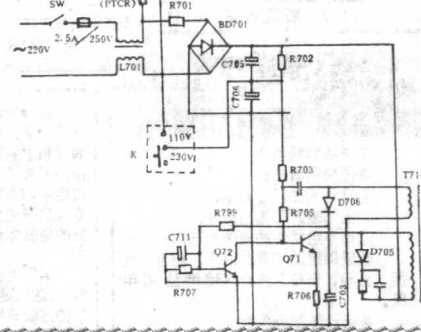 SW
(PTCR)
R701
BD701
2.5A
250V
~220V
L701
C705
R702
C706
110V
K
230V
R703
T71
R799
R705
D706
C711
Q72
Q71
D705
R707
R706
C703